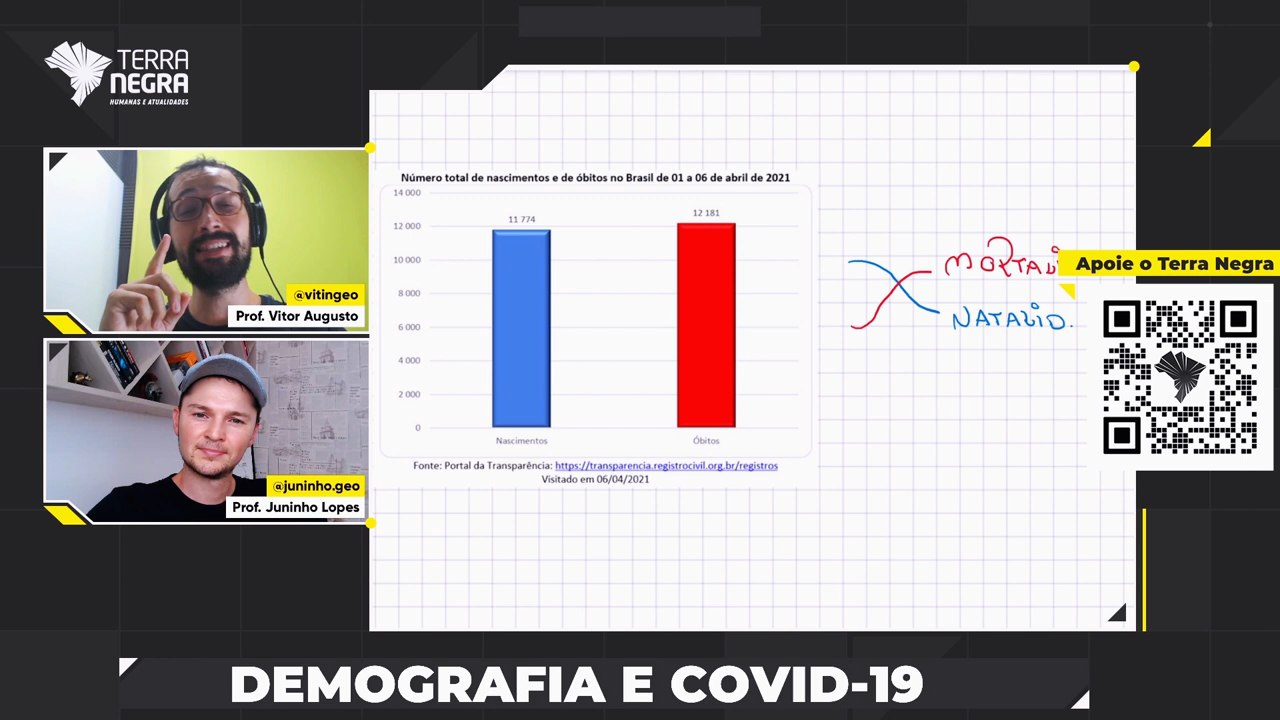 TERRA
NEGRA
HUMANAS E ATUALIDADES
@vitingeo
Prof. Vitor Augusto
@juninho.geo
Prof. Juninho Lopes
Número total de nascimentos e de óbitos no Brasil de 01 a 06 de abril de 2021
14 000
12 000
10 000
8 000
6 000
4 000
2 000
0
11 774
12 181
Nascimentos
Óbitos
Fonte: Portal da Transparência: https://transparencia.registrocivil.org.br/registros
Visitado em 06/04/2021
NATALID.
Apoie o Terra Negra
DEMOGRAFIA E COVID-19